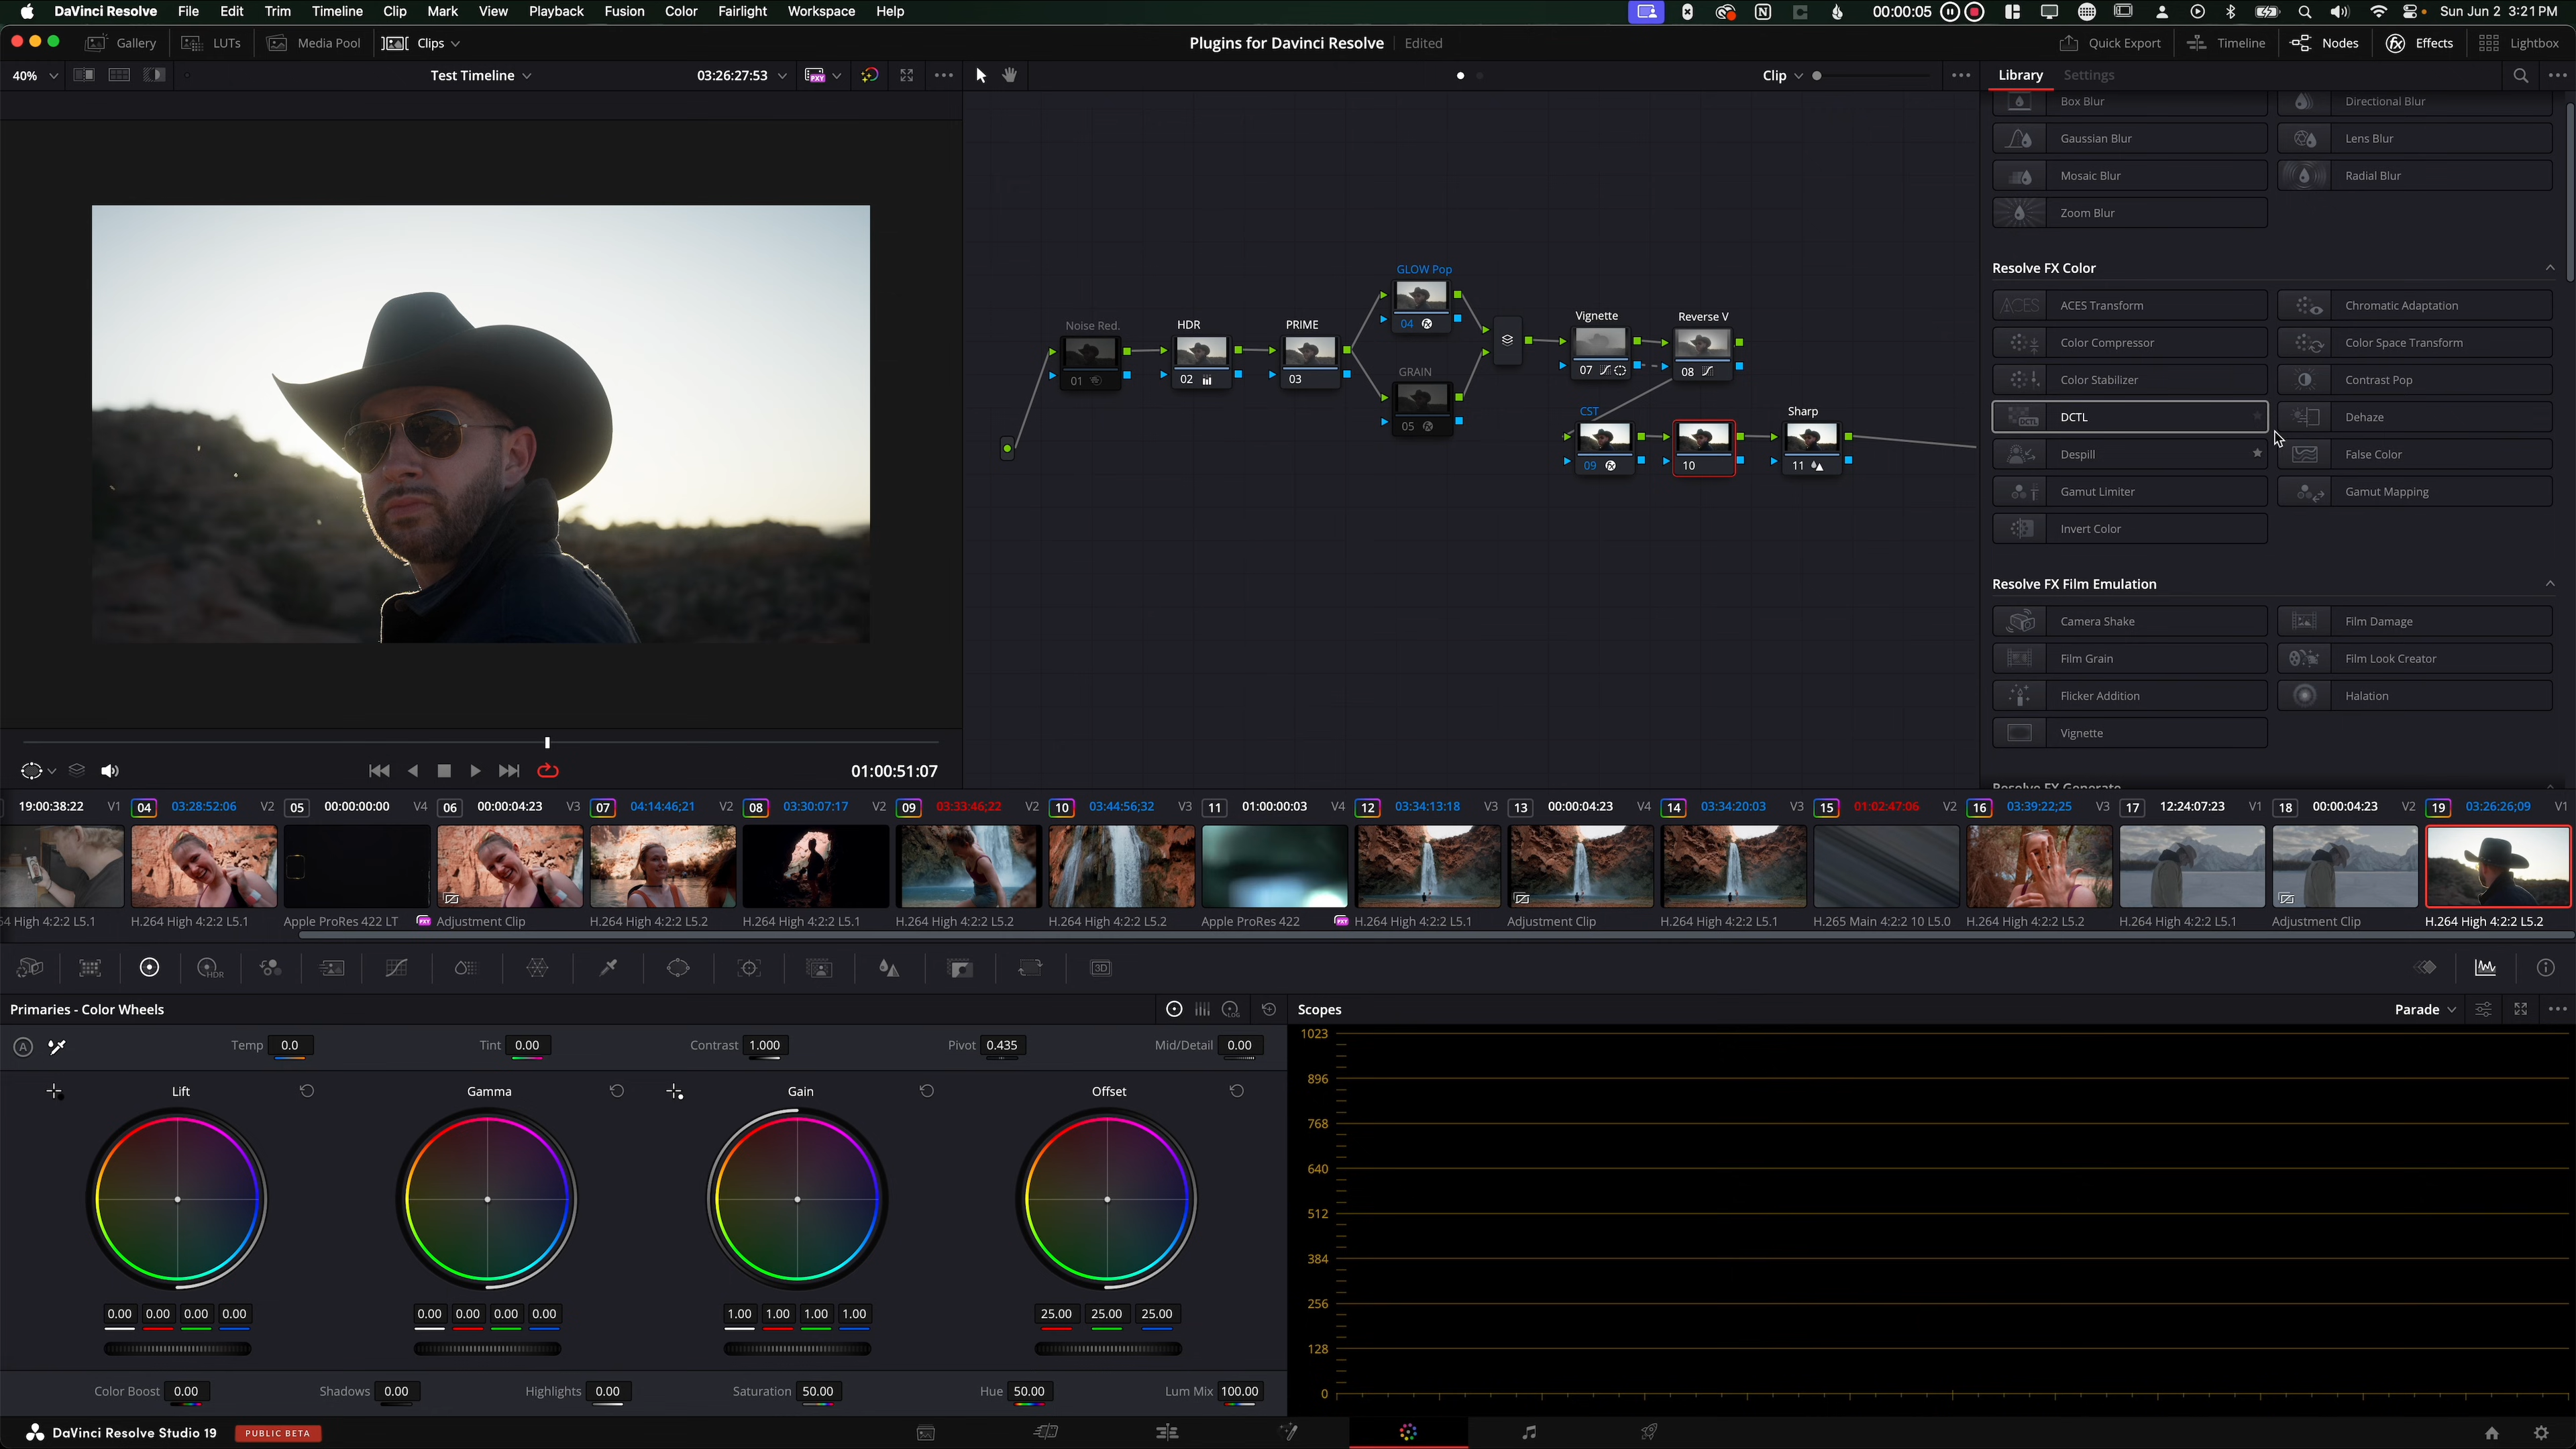 DaVinci Resolve File Edit Trim Timeline Clip Mark View Playback Fusion Color Fairlight Workspace Help 00:00:05 Sun Jun 2 3:21 PM
Gallery LUTs Media Pool Clips Plugins for Davinci Resolve Edited Quick Export Timeline Nodes Effects Lightbox
40% Test Timeline 03:26:27:53 Clip Library Settings
Box Blur Directional Blur
Gaussian Blur Lens Blur
Mosaic Blur Radial Blur
Zoom Blur
Resolve FX Color
ACES Transform Chromatic Adaptation
Color Compressor Color Space Transform
Color Stabilizer Contrast Pop
DCTL Dehaze
Despill False Color
Gamut Limiter Gamut Mapping
Invert Color
Resolve FX Film Emulation
Camera Shake Film Damage
Film Grain Film Look Creator
Flicker Addition Halation
Vignette
Resolve FX Generate
GLOW Pop
04
Noise Red. HDR PRIME Vignette Reverse V
01 02 03 07 08
GRAIN
05
CST Sharp
09 10 11
01:00:51:07
19:00:38:22 V1 04 03:28:52:06 V2 05 00:00:00:00 V4 06 00:00:04:23 V3 07 04:14:46;21 V2 08 03:30:07:17 V2 09 03:33:46;22 V2 10 03:44:56;32 V3 11 01:00:00:03 V4 12 03:34:13:18 V3 13 00:00:04:23 V4 14 03:34:20:03 V3 15 01:02:47:06 V2 16 03:39:22;25 V3 17 12:24:07:23 V1 18 00:00:04:23 V2 19 03:26:26;09 V1
64 High 4:2:2 L5.1 H.264 High 4:2:2 L5.1 Apple ProRes 422 LT Adjustment Clip H.264 High 4:2:2 L5.2 H.264 High 4:2:2 L5.1 H.264 High 4:2:2 L5.2 H.264 High 4:2:2 L5.2 Apple ProRes 422 H.264 High 4:2:2 L5.1 Adjustment Clip H.264 High 4:2:2 L5.1 H.265 Main 4:2:2 10 L5.0 H.264 High 4:2:2 L5.2 H.264 High 4:2:2 L5.1 Adjustment Clip H.264 High 4:2:2 L5.2
HDR 3D
Primaries - Color Wheels LOG Scopes Parade
A Temp 0.0 Tint 0.00 Contrast 1.000 Pivot 0.435 Mid/Detail 0.00
Lift Gamma Gain Offset
0.00 0.00 0.00 0.00 0.00 0.00 0.00 0.00 1.00 1.00 1.00 1.00 25.00 25.00 25.00
Color Boost 0.00 Shadows 0.00 Highlights 0.00 Saturation 50.00 Hue 50.00 Lum Mix 100.00
1023
896
768
640
512
384
256
128
0
DaVinci Resolve Studio 19 PUBLIC BETA